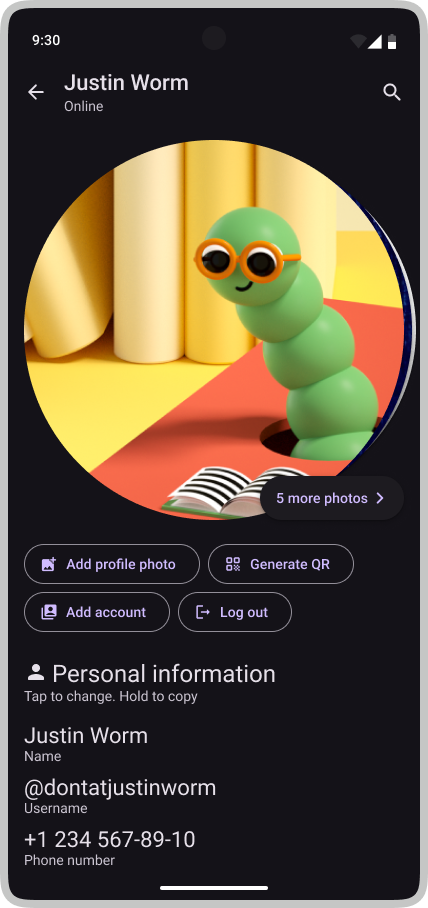 9:30
Justin Worm
Online
5 more photos
Add profile photo
Generate QR
Add account
Log out
Personal information
Tap to change. Hold to copy
Justin Worm
Name
@dontatjustinworm
Username
+1 234 567-89-10
Phone number